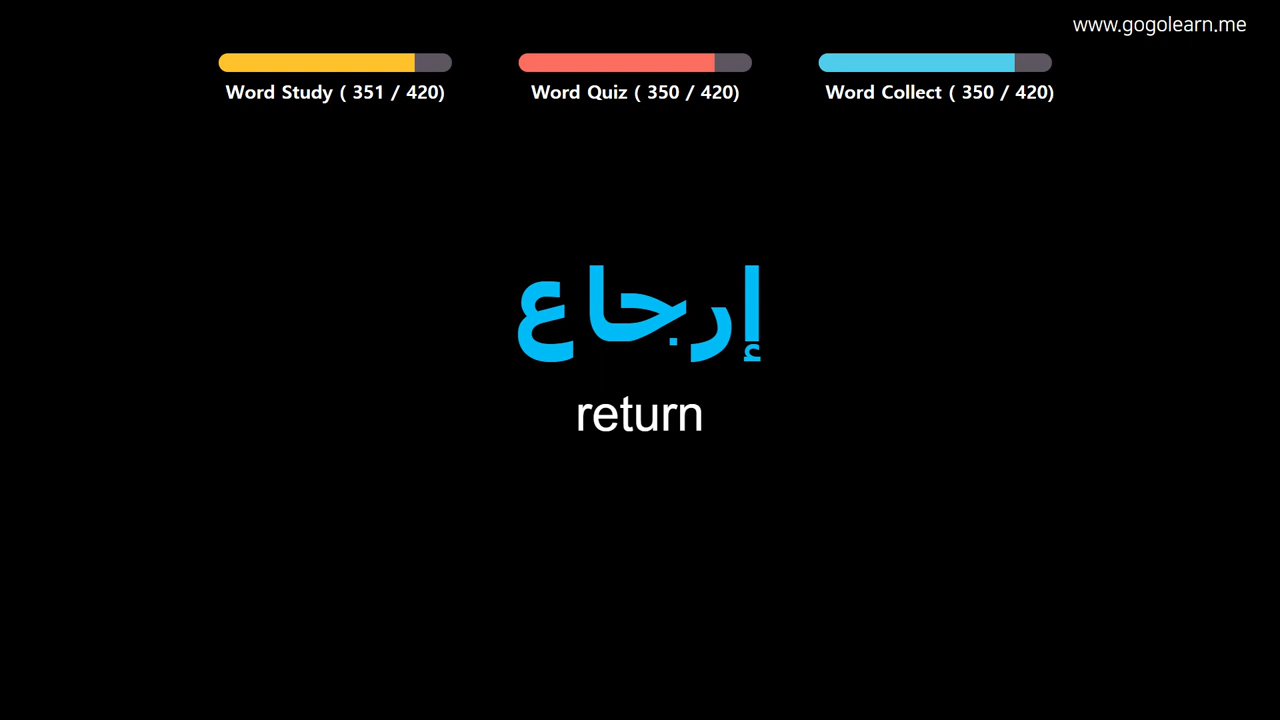 www.gogolearn.me
Word Study ( 351 / 420)
Word Quiz ( 350 / 420)
Word Collect ( 350 / 420)
إرجاع
return